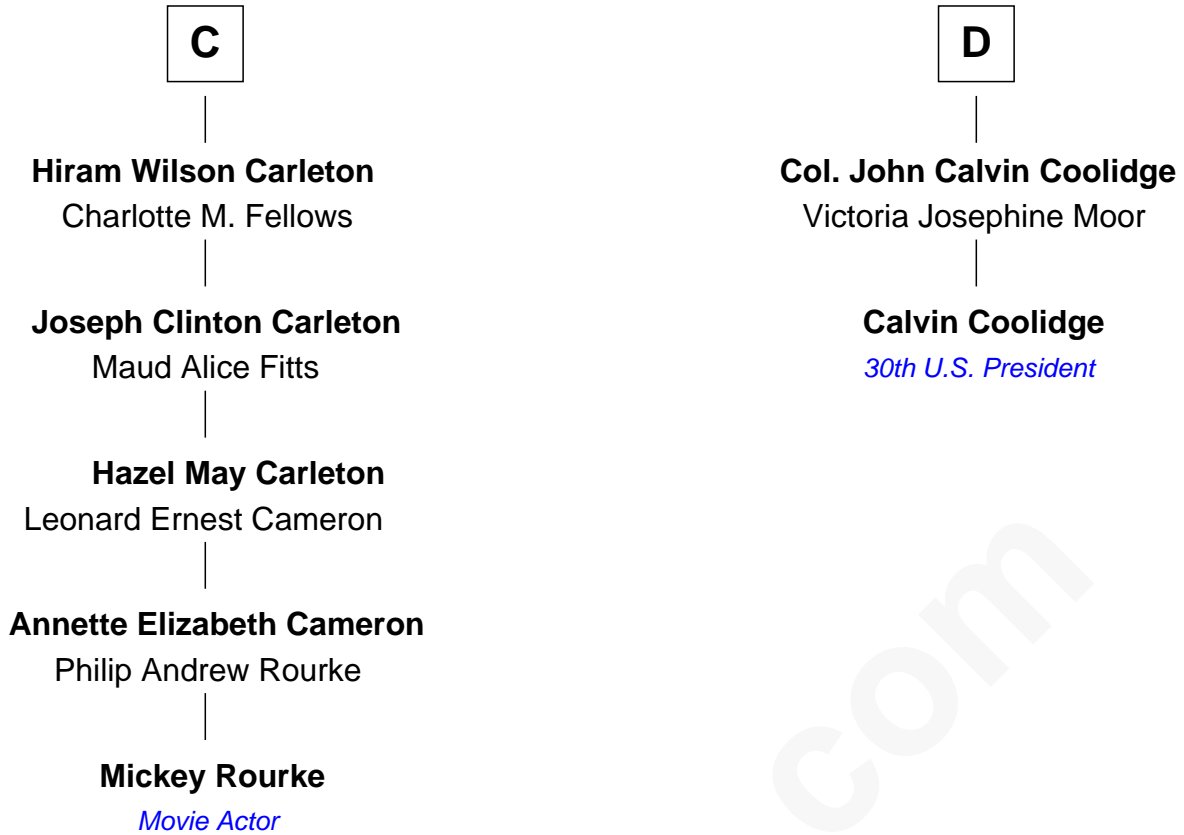 C
Hiram Wilson Carleton
Charlotte M. Fellows
Joseph Clinton Carleton
Maud Alice Fitts
Hazel May Carleton
Leonard Ernest Cameron
Annette Elizabeth Cameron
Philip Andrew Rourke
Mickey Rourke
Movie Actor
D
Col. John Calvin Coolidge
Victoria Josephine Moor
Calvin Coolidge
30th U.S. President
com